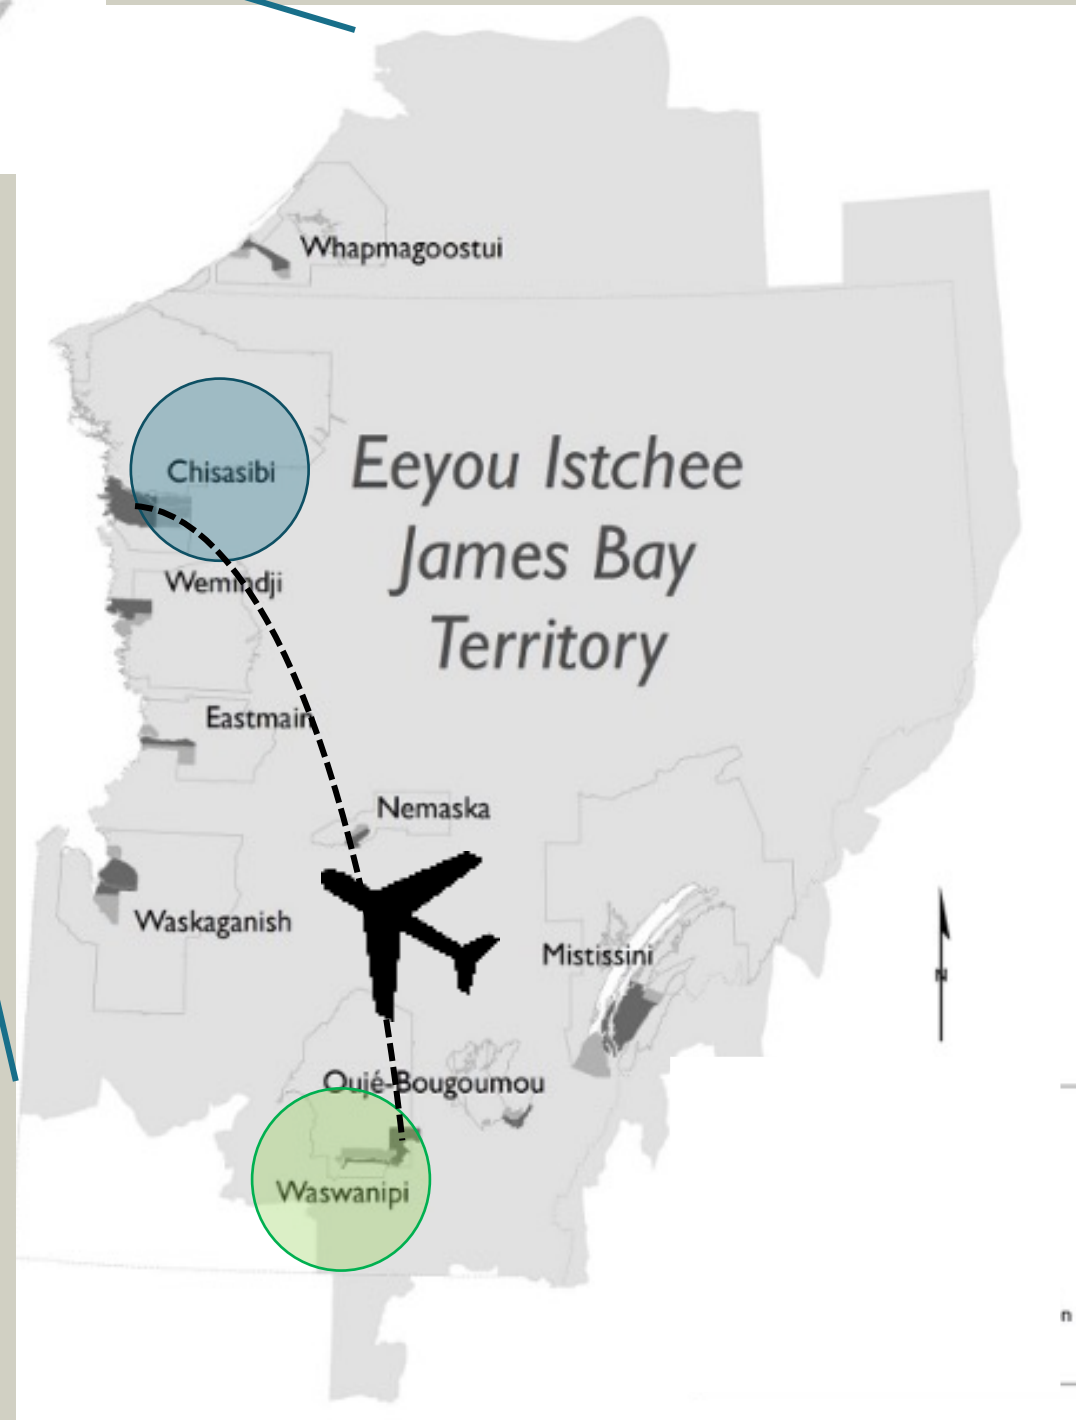 Whapmagoostui
Chisasibi
Eeyou Istchee
James Bay
Territory
Wemindji
Eastmain
Nemaska
Waskaganish
Mistissini
N
Oujé-Bougoumou
Waswanipi
n